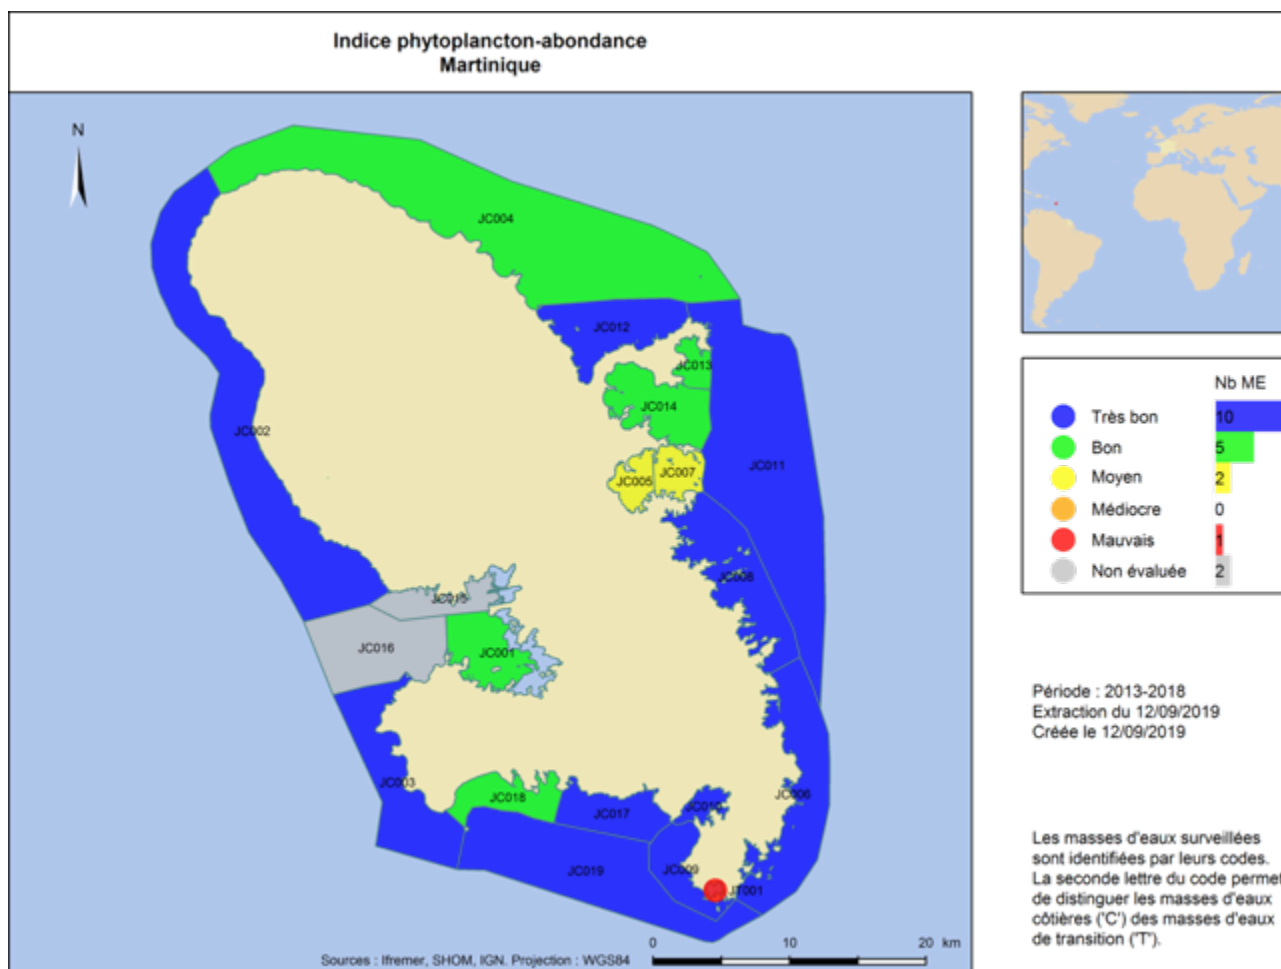 Indice phytoplancton-abondance
Martinique
N
JC004
JC012
JC013
JC014
JC002
JC011
JC005
JC007
JC008
JC015
JC016
JC001
JC003
JC018
JC017
JC010
JC006
JC019
JC009
JT001
0 10 20 km
Sources : Ifremer, SHOM, IGN. Projection : WGS84
Nb ME
Très bon 10
Bon 5
Moyen 2
Médiocre 0
Mauvais 1
Non évaluée 2
Période : 2013-2018
Extraction du 12/09/2019
Créée le 12/09/2019
Les masses d'eaux surveillées
sont identifiées par leurs codes.
La seconde lettre du code permet
de distinguer les masses d'eaux
côtières ('C') des masses d'eaux
de transition ('T').